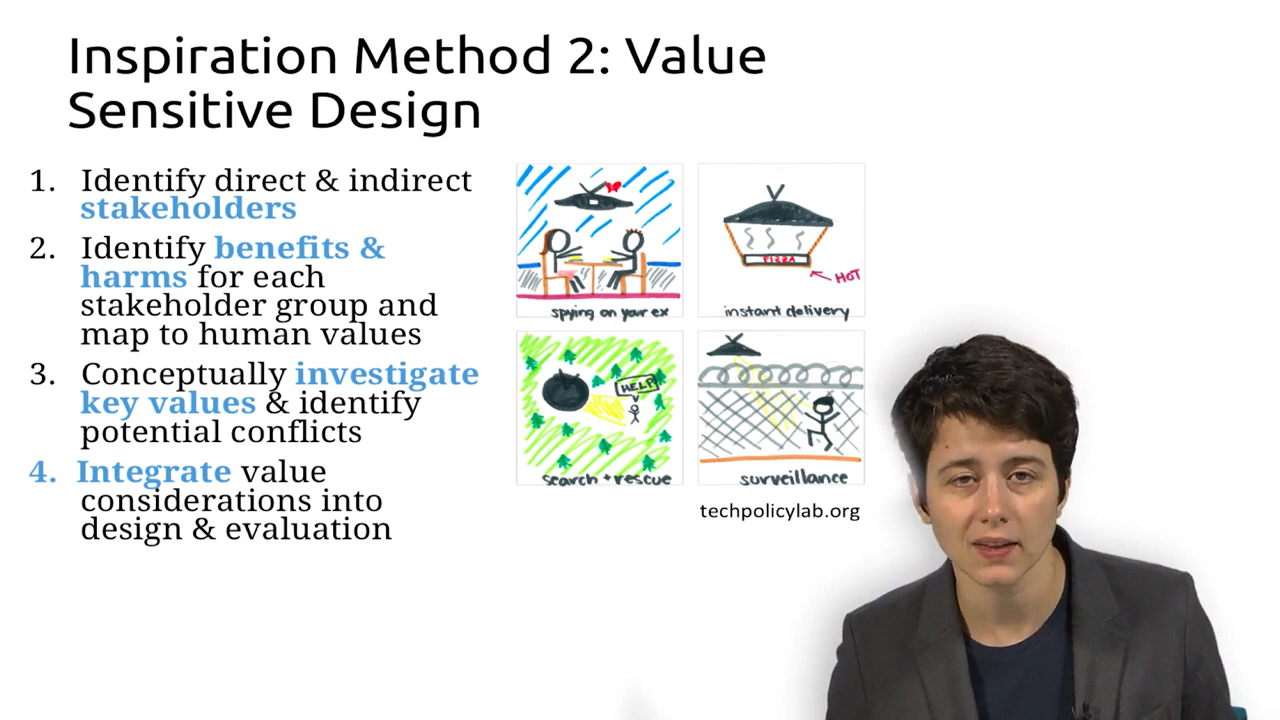 Inspiration Method 2: Value
Sensitive Design
1. Identify direct & indirect
stakeholders
2. Identify benefits &
harms for each
stakeholder group and
map to human values
3. Conceptually investigate
key values & identify
potential conflicts
4. Integrate value
considerations into
design & evaluation
spying on your ex
PIZZA
HOT
instant delivery
HELP
search + rescue
surveillance
techpolicylab.org